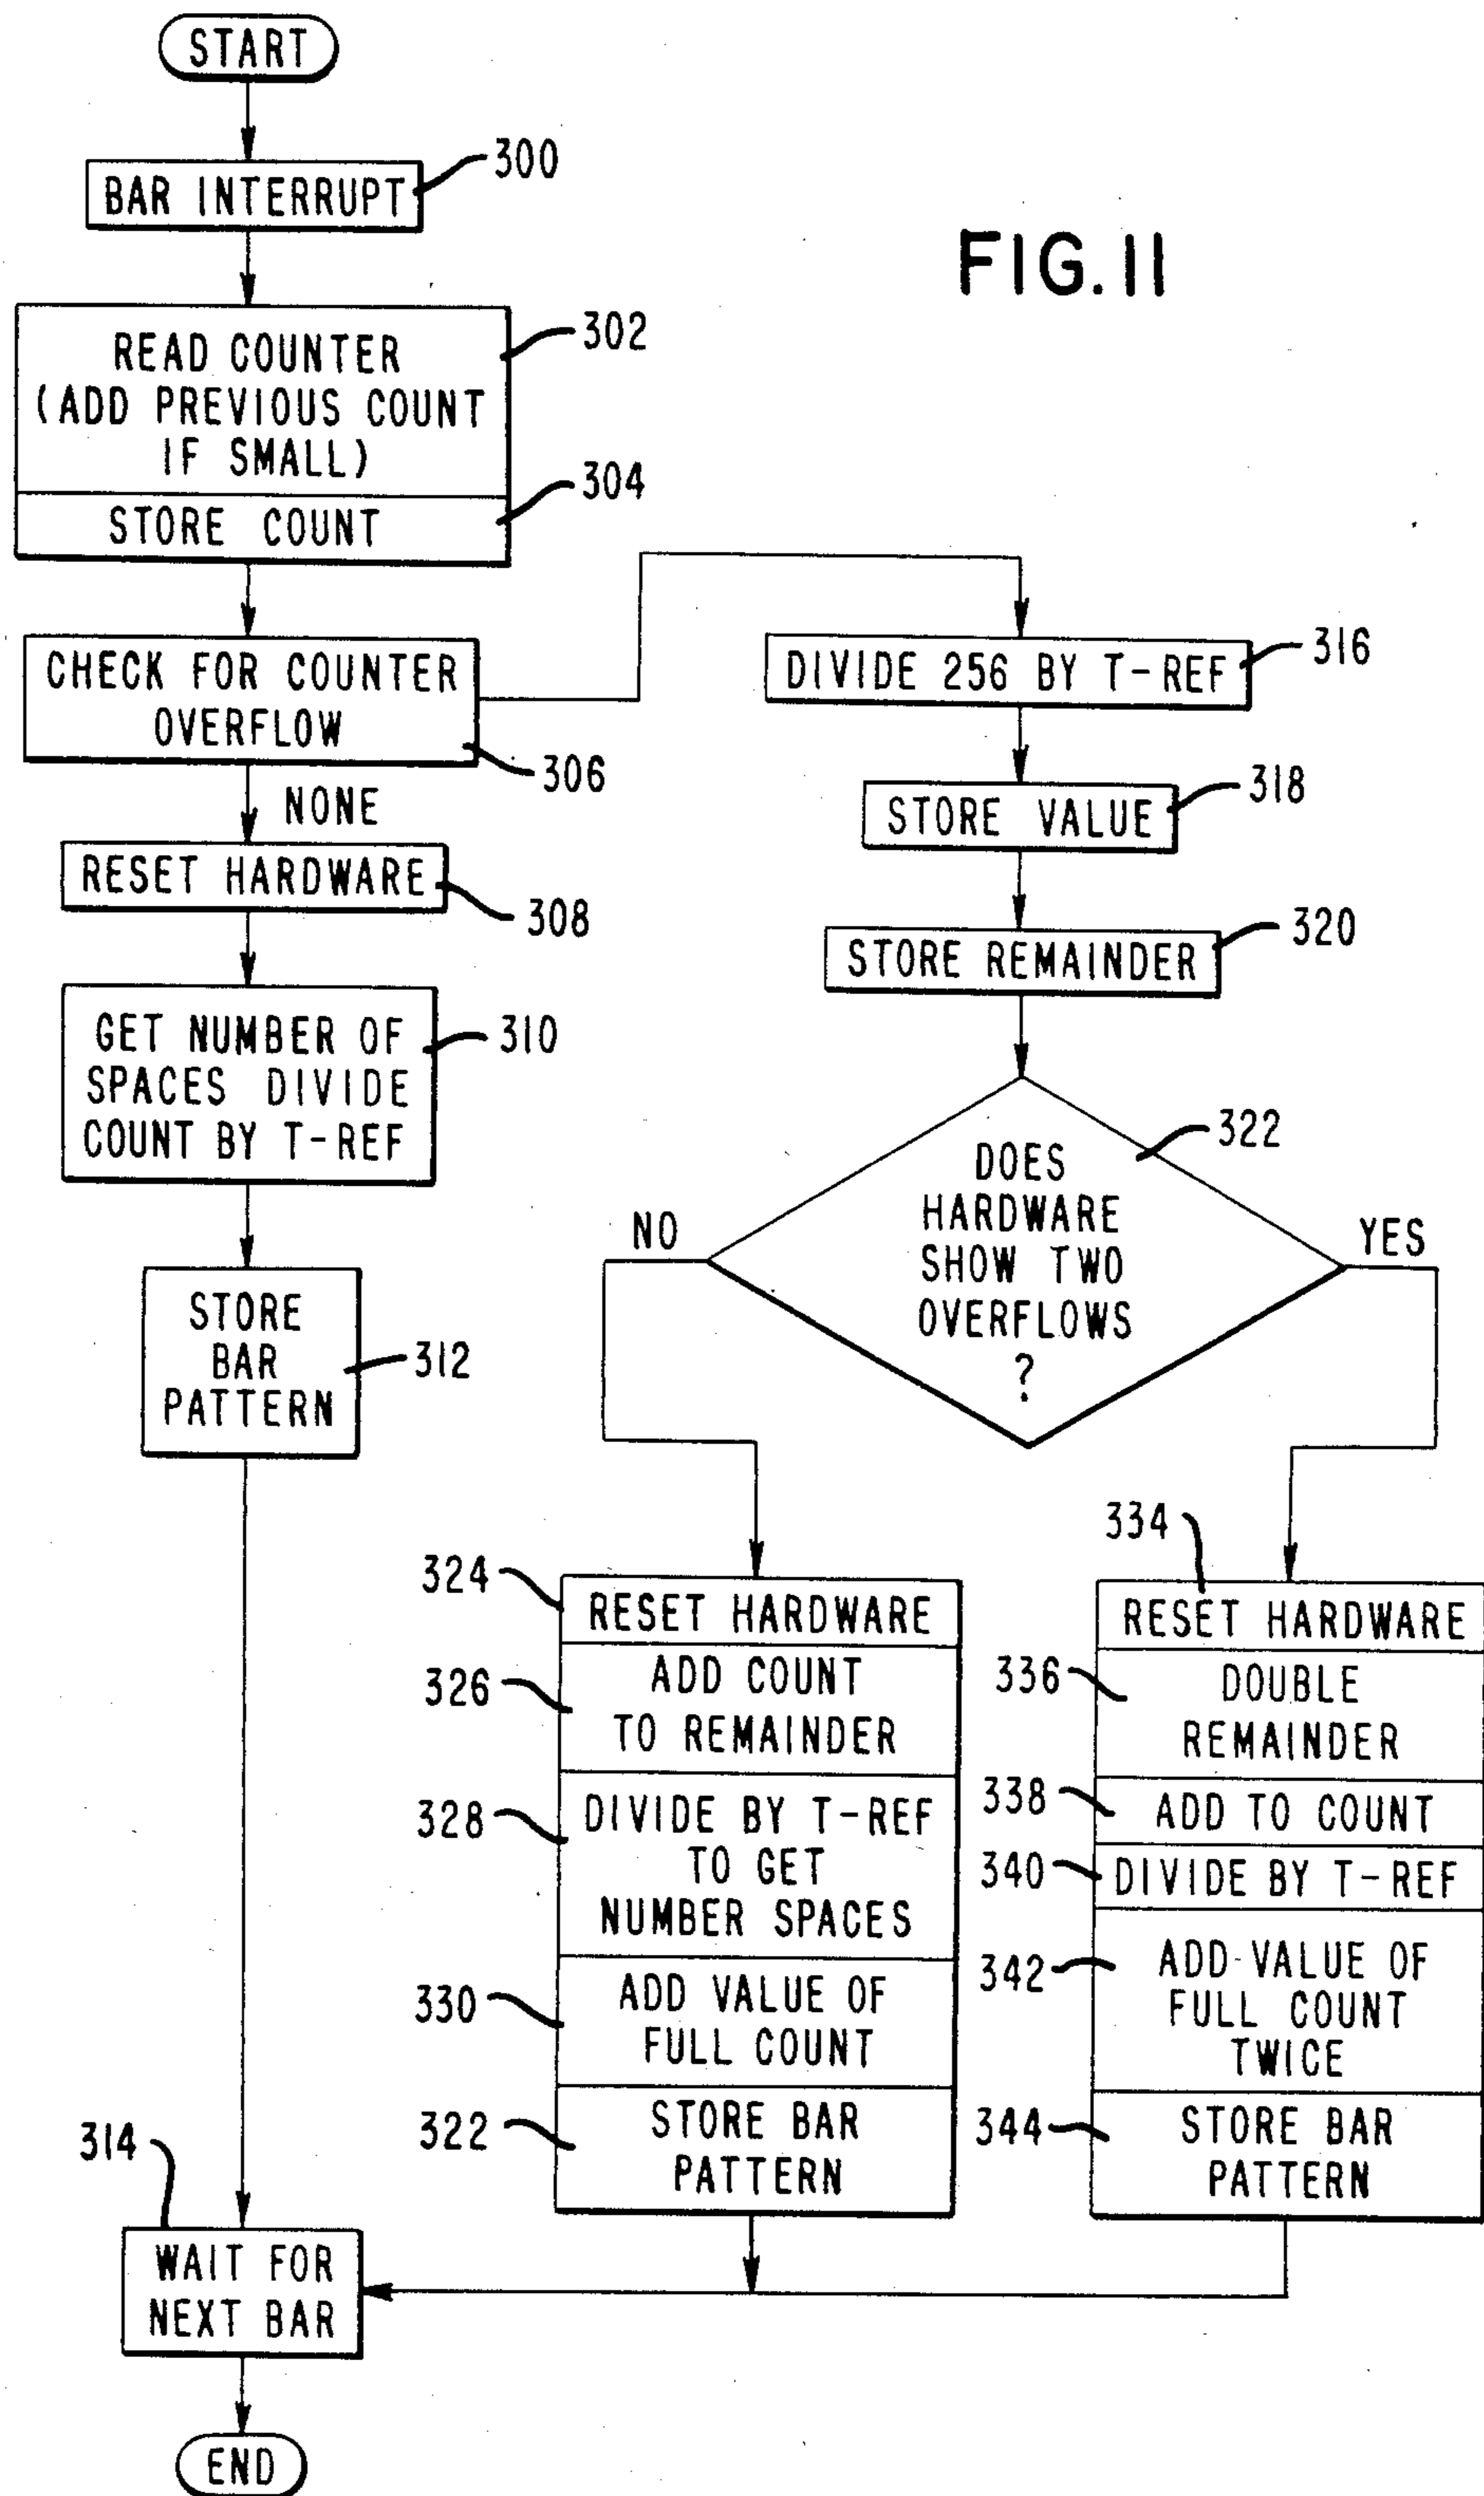 START
BAR INTERRUPT
300
FIG. 11
READ COUNTER
(ADD PREVIOUS COUNT
IF SMALL)
302
STORE COUNT
304
CHECK FOR COUNTER
OVERFLOW
306
NONE
RESET HARDWARE
308
GET NUMBER OF
SPACES DIVIDE
COUNT BY T-REF
310
STORE
BAR
PATTERN
312
DIVIDE 256 BY T-REF
316
STORE VALUE
318
STORE REMAINDER
320
DOES
HARDWARE
SHOW TWO
OVERFLOWS
?
322
NO
YES
324
RESET HARDWARE
326
ADD COUNT
TO REMAINDER
328
DIVIDE BY T-REF
TO GET
NUMBER SPACES
330
ADD VALUE OF
FULL COUNT
322
STORE BAR
PATTERN
334
RESET HARDWARE
336
DOUBLE
REMAINDER
338
ADD TO COUNT
340
DIVIDE BY T-REF
342
ADD VALUE OF
FULL COUNT
TWICE
344
STORE BAR
PATTERN
314
WAIT FOR
NEXT BAR
END